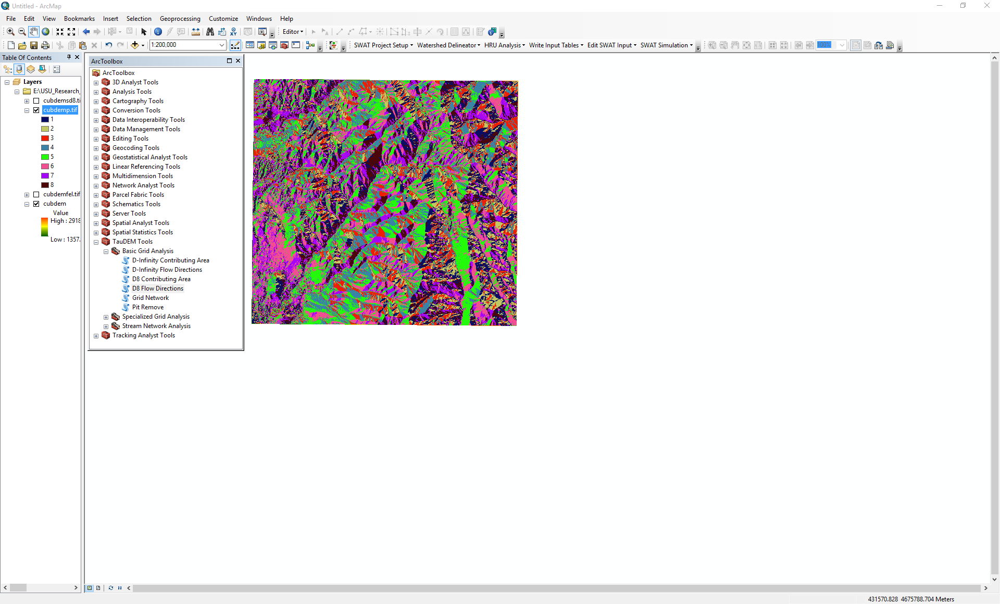 Untitled - ArcMap
File Edit View Bookmarks Insert Selection Geoprocessing Customize Windows Help
Editor
1:200,000 SWAT Project Setup Watershed Delineator HRU Analysis Write Input Tables Edit SWAT Input SWAT Simulation 100%
Table Of Contents
Layers
E:\USU_Research_
cubdemsd8.ti
cubdemp.tif
1
2
3
4
5
6
7
8
cubdemfel.tif
cubdem
Value
High : 2918
Low : 1357.
ArcToolbox
ArcToolbox
3D Analyst Tools
Analysis Tools
Cartography Tools
Conversion Tools
Data Interoperability Tools
Data Management Tools
Editing Tools
Geocoding Tools
Geostatistical Analyst Tools
Linear Referencing Tools
Multidimension Tools
Network Analyst Tools
Parcel Fabric Tools
Schematics Tools
Server Tools
Spatial Analyst Tools
Spatial Statistics Tools
TauDEM Tools
Basic Grid Analysis
D-Infinity Contributing Area
D-Infinity Flow Directions
D8 Contributing Area
D8 Flow Directions
Grid Network
Pit Remove
Specialized Grid Analysis
Stream Network Analysis
Tracking Analyst Tools
431570.828 4675788.704 Meters